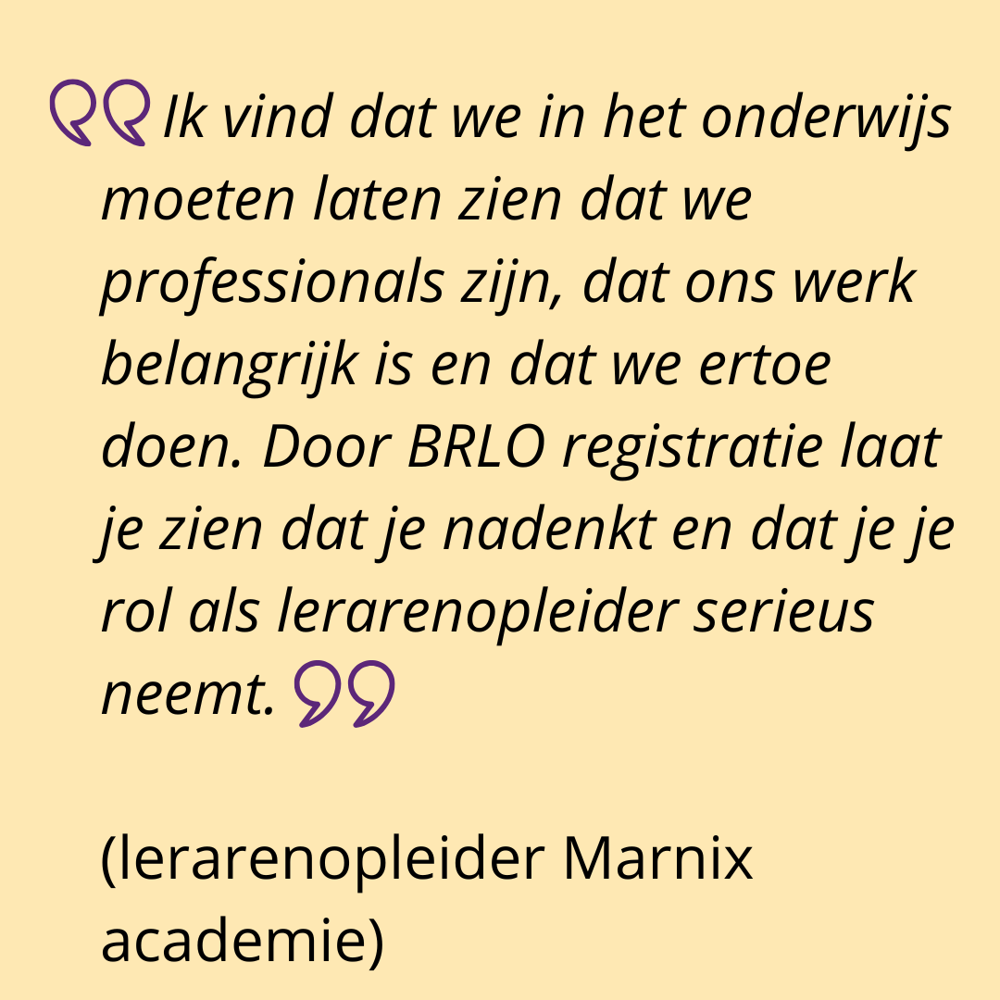 Ik vind dat we in het onderwijs
moeten laten zien dat we
professionals zijn, dat ons werk
belangrijk is en dat we ertoe
doen. Door BRLO registratie laat
je zien dat je nadenkt en dat je je
rol als lerarenopleider serieus
neemt.
(lerarenopleider Marnix
academie)